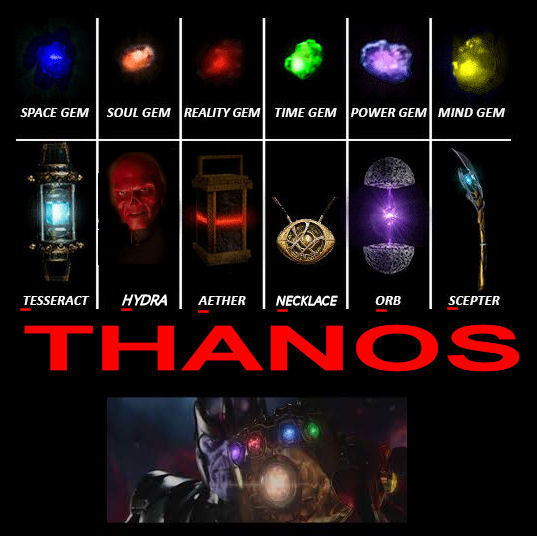 SPACE GEM SOUL GEM REALITY GEM TIME GEM POWER GEM MIND GEM
TESSERACT HYDRA AETHER NECKLACE ORB SCEPTER
THANOS